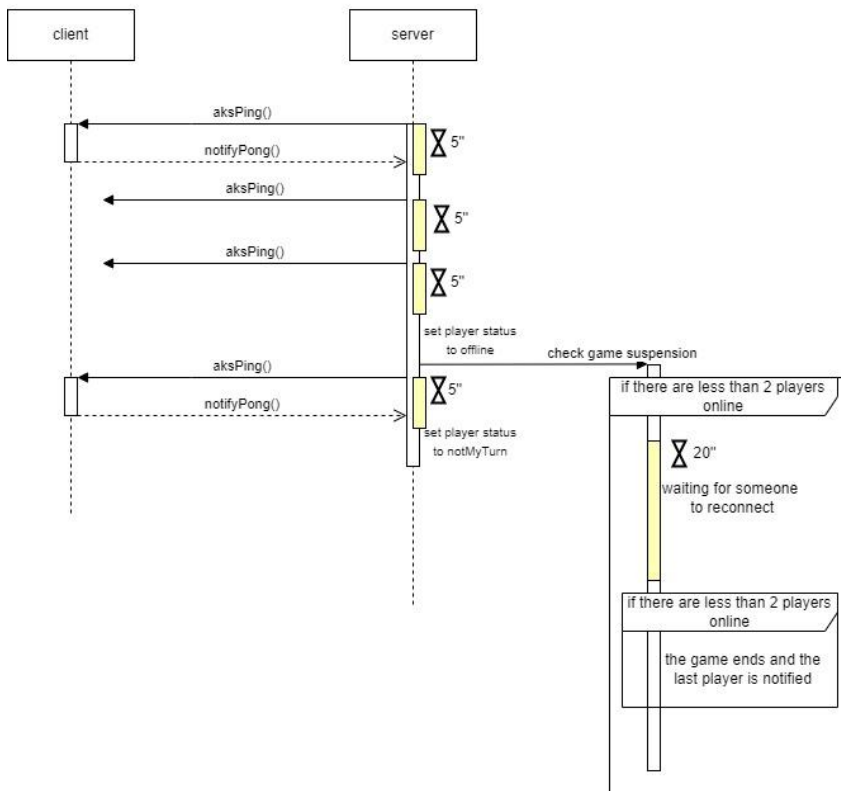 client
server
aksPing()
5"
notifyPong()
aksPing()
5"
aksPing()
5"
set player status
to offline
check game suspension
aksPing()
5"
if there are less than 2 players
online
notifyPong()
set player status
to notMyTurn
20"
waiting for someone
to reconnect
if there are less than 2 players
online
the game ends and the
last player is notified